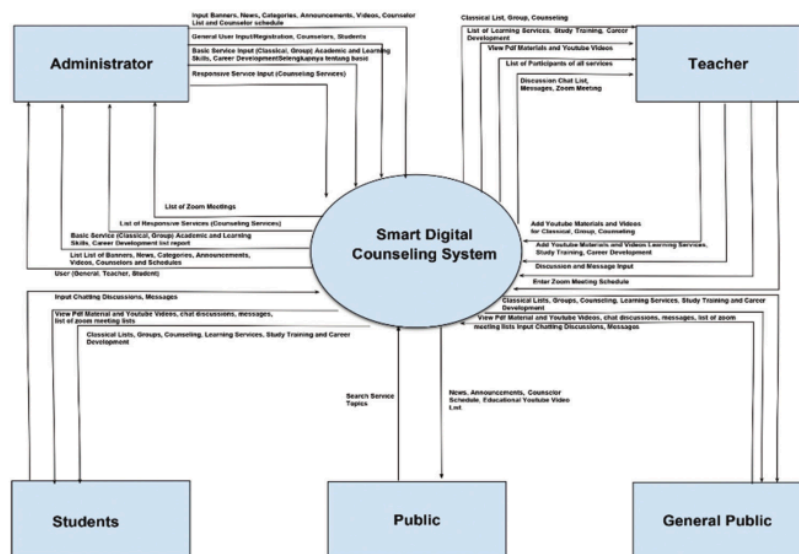 Input Banners, News, Categories, Announcements, Videos, Counselor
List and Counselor schedule
General User Input/Registration, Counselors, Students
Basic Service Input (Classical, Group) Academic and Learning
Skills, Career DevelopmentSelengkapnya tentang basic
Responsive Service Input (Counseling Services)
Administrator
Classical List, Group, Counseling
List of Learning Services, Study Training, Career
Development
View Pdf Materials and Youtube Videos
List of Participants of all services
Discussion Chat List,
Messages, Zoom Meeting
Teacher
List of Zoom Meetings
List of Responsive Services (Counseling Services)
Basic Service (Classical, Group) Academic and Learning
Skills, Career Development list report
List List of Banners, News, Categories, Announcements,
Videos, Counselors and Schedules
User (General, Teacher, Student)
Smart Digital
Counseling System
Add Youtube Materials and Videos
for Classical, Group, Counseling
Add Youtube Materials and Videos Learning Services,
Study Training, Career Development
Discussion and Message Input
Enter Zoom Meeting Schedule
Input Chatting Discussions, Messages
View Pdf Material and Youtube Videos, chat discussions, messages,
list of zoom meeting lists
Classical Lists, Groups, Counseling, Learning Services, Study Training and Career
Development
Classical Lists, Groups, Counseling, Learning Services, Study Training and Career
Development
View Pdf Material and Youtube Videos, chat discussions, messages, list of zoom
meeting lists Input Chatting Discussions, Messages
Search Service
Topics
News, Announcements, Counselor
Schedule, Educational Youtube Video
List
Students
Public
General Public